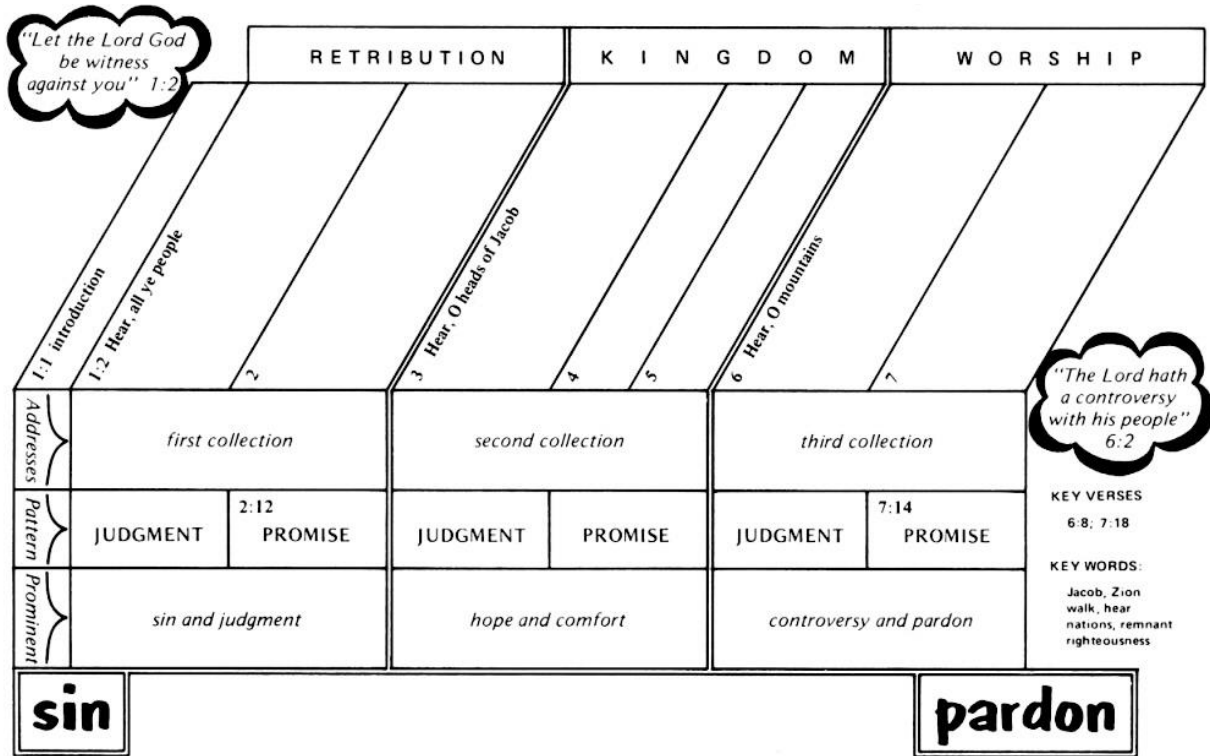 "Let the Lord God
be witness
against you" 1:2
RETRIBUTION
KINGDOM
WORSHIP
1:1 introduction
1:2 Hear, all ye people
2
3 Hear, O heads of Jacob
4
5
6 Hear, O mountains
7
"The Lord hath
a controversy
with his people"
6:2
Addresses
first collection
second collection
third collection
Pattern
JUDGMENT
2:12
PROMISE
JUDGMENT
PROMISE
JUDGMENT
7:14
PROMISE
Prominent
sin and judgment
hope and comfort
controversy and pardon
KEY VERSES
6:8; 7:18
KEY WORDS:
Jacob, Zion
walk, hear
nations, remnant
righteousness
sin
pardon